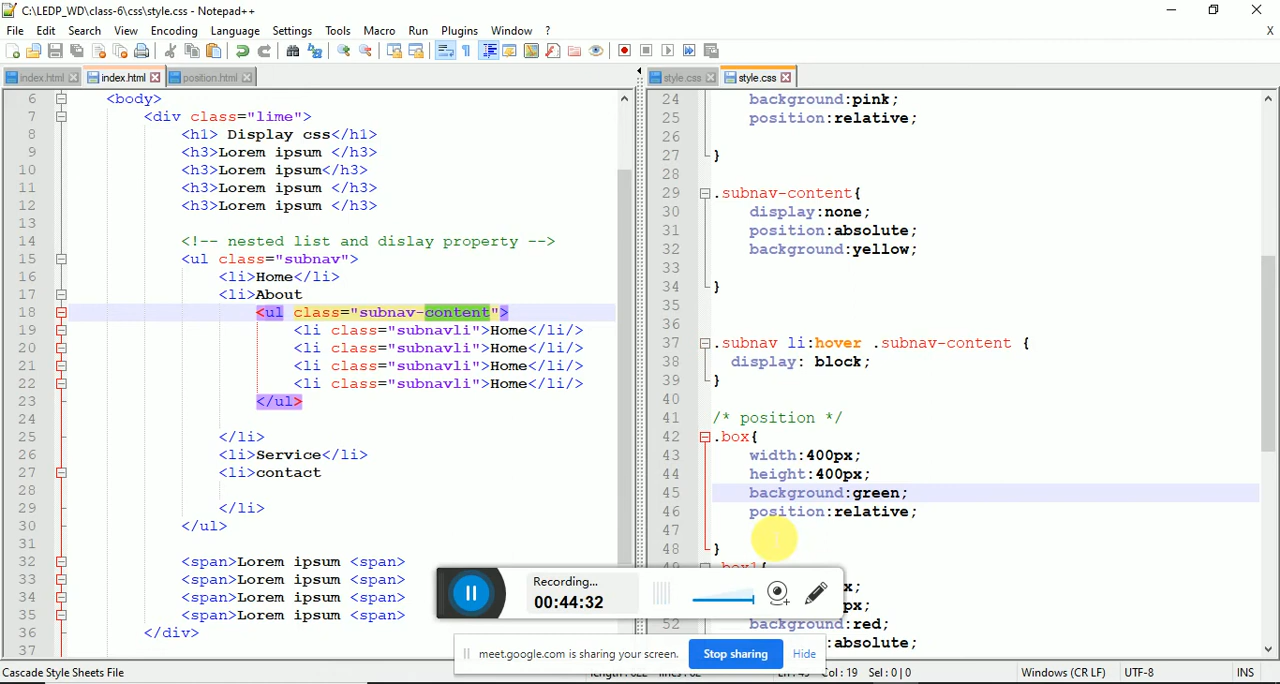 C:\LEDP_WD\class-6\css\style.css - Notepad++
File Edit Search View Encoding Language Settings Tools Macro Run Plugins Window ? X
index.html index.html position.html
style.css style.css
6 <body>
7 <div class="lime">
8 <h1> Display css</h1>
9 <h3>Lorem ipsum </h3>
10 <h3>Lorem ipsum</h3>
11 <h3>Lorem ipsum </h3>
12 <h3>Lorem ipsum </h3>
13
14 <!-- nested list and dislay property -->
15 <ul class="subnav">
16 <li>Home</li>
17 <li>About
18 <ul class="subnav-content">
19 <li class="subnavli">Home</li/>
20 <li class="subnavli">Home</li/>
21 <li class="subnavli">Home</li/>
22 <li class="subnavli">Home</li/>
23 </ul>
24
25 </li>
26 <li>Service</li>
27 <li>contact
28
29 </li>
30 </ul>
31
32 <span>Lorem ipsum <span>
33 <span>Lorem ipsum <span>
34 <span>Lorem ipsum <span>
35 <span>Lorem ipsum <span>
36 </div>
37
24 background:pink;
25 position:relative;
26
27 }
28
29 .subnav-content{
30 display:none;
31 position:absolute;
32 background:yellow;
33
34 }
35
36
37 .subnav li:hover .subnav-content {
38 display: block;
39 }
40
41 /* position */
42 .box{
43 width:400px;
44 height:400px;
45 background:green;
46 position:relative;
47
48 }
49 .box1{
x;
px;
52 background:red;
:absolute;
Recording...
00:44:32
meet.google.com is sharing your screen. Stop sharing Hide
Cascade Style Sheets File Col : 19 Sel : 0 | 0 Windows (CR LF) UTF-8 INS